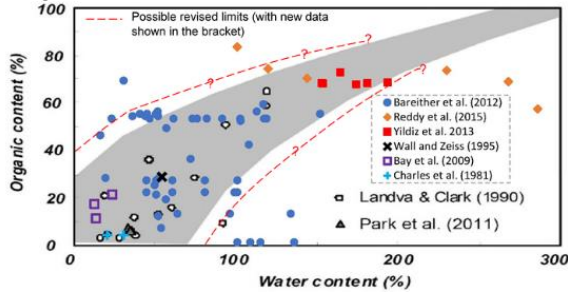 Possible revised limits (with new data
shown in the bracket)
Organic content (%)
100
80
60
40
20
0
?
?
?
?
?
Bareither et al. (2012)
Reddy et al. (2015)
Yildiz et al. 2013
Wall and Zeiss (1995)
Bay et al. (2009)
Charles et al. (1981)
Landva & Clark (1990)
Park et al. (2011)
0
100
200
300
Water content (%)